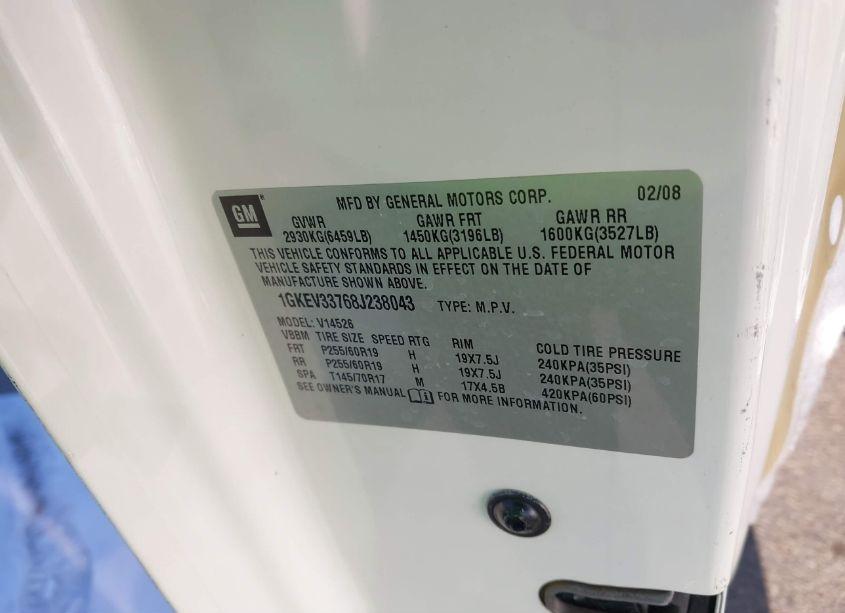 GM MFD BY GENERAL MOTORS CORP. 02/08
GVWR GAWR FRT GAWR RR
2930KG(6459LB) 1450KG(3196LB) 1600KG(3527LB)
THIS VEHICLE CONFORMS TO ALL APPLICABLE U.S. FEDERAL MOTOR
VEHICLE SAFETY STANDARDS IN EFFECT ON THE DATE OF
MANUFACTURE SHOWN ABOVE.
1GKEV33768J238043 TYPE: M.P.V.
MODEL: V14526
VBBM TIRE SIZE SPEED RTG RIM COLD TIRE PRESSURE
FRT P255/60R19 H 19X7.5J 240KPA(35PSI)
RR P255/60R19 H 19X7.5J 240KPA(35PSI)
SPA T145/70R17 M 17X4.5B 420KPA(60PSI)
SEE OWNER'S MANUAL FOR MORE INFORMATION.